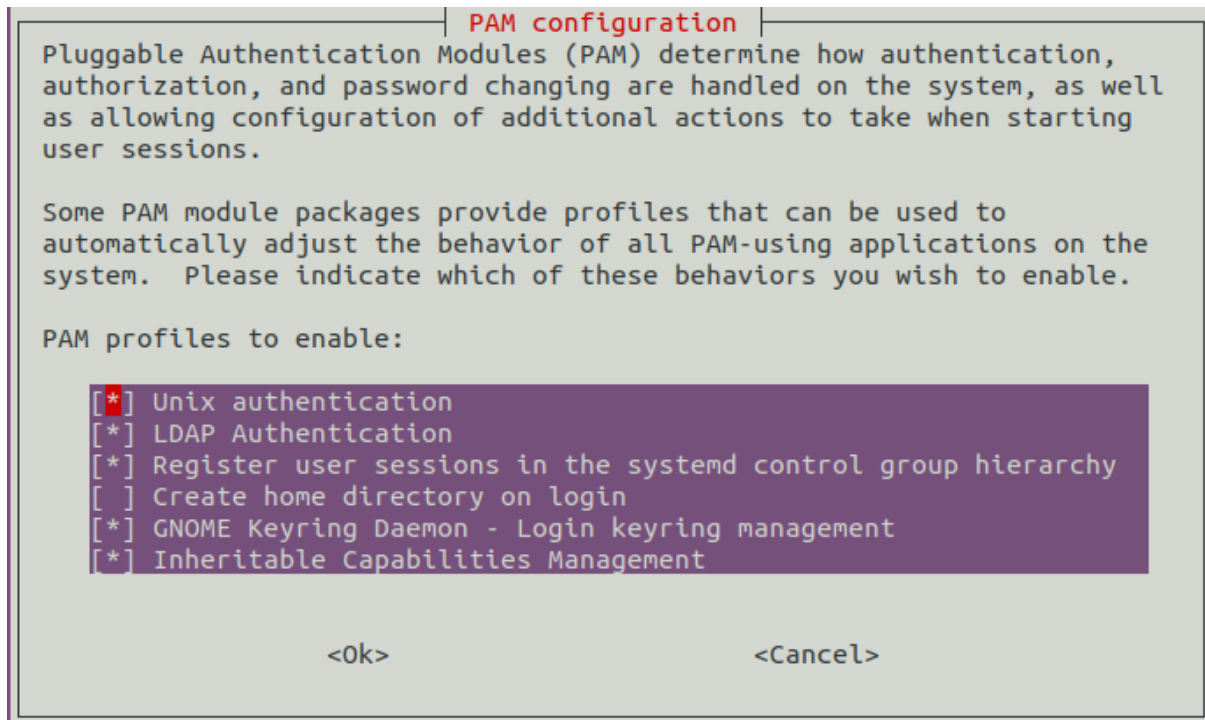 PAM configuration
Pluggable Authentication Modules (PAM) determine how authentication,
authorization, and password changing are handled on the system, as well
as allowing configuration of additional actions to take when starting
user sessions.
Some PAM module packages provide profiles that can be used to
automatically adjust the behavior of all PAM-using applications on the
system.  Please indicate which of these behaviors you wish to enable.
PAM profiles to enable:
[*] Unix authentication
[*] LDAP Authentication
[*] Register user sessions in the systemd control group hierarchy
[ ] Create home directory on login
[*] GNOME Keyring Daemon - Login keyring management
[*] Inheritable Capabilities Management
<Ok> <Cancel>